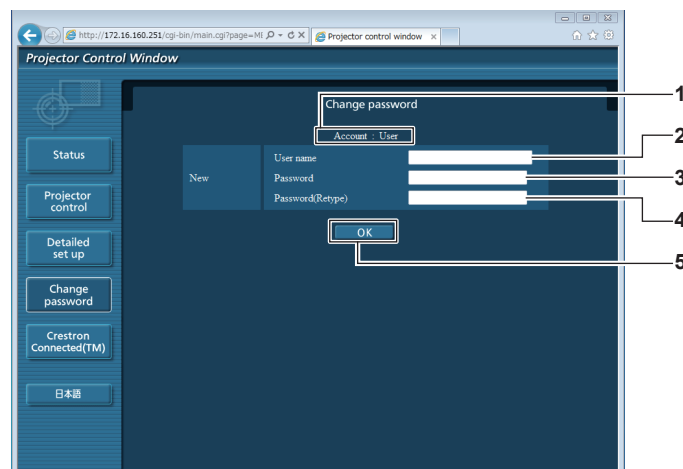 http://172.16.160.251/cgi-bin/main.cgi?page=MI
Projector control window
Projector Control Window
Change password
1
Account : User
2
Status
User name
New
Password
3
Password(Retype)
Projector
control
4
OK
Detailed
set up
5
Change
password
Crestron
Connected(TM)
日本語